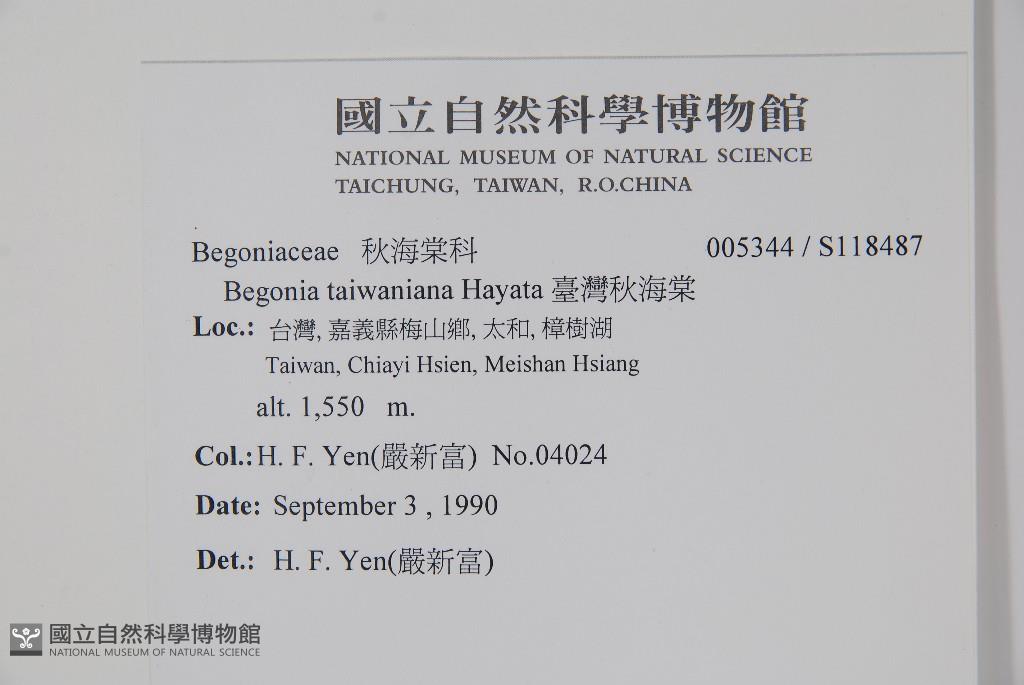 國立自然科學博物館
NATIONAL MUSEUM OF NATURAL SCIENCE
TAICHUNG, TAIWAN, R.O.CHINA
Begoniaceae 秋海棠科 005344 / S118487
Begonia taiwaniana Hayata 臺灣秋海棠
Loc.: 台灣, 嘉義縣梅山鄉, 太和, 樟樹湖
Taiwan, Chiayi Hsien, Meishan Hsiang
alt. 1,550 m.
Col.: H. F. Yen(嚴新富) No.04024
Date: September 3 , 1990
Det.: H. F. Yen(嚴新富)
國立自然科學博物館
NATIONAL MUSEUM OF NATURAL SCIENCE